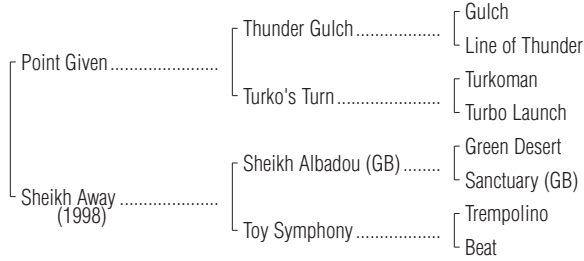 Gulch
Thunder Gulch ..................
Line of Thunder
Point Given .......................
Turkoman
Turko's Turn ......................
Turbo Launch
Green Desert
Sheikh Albadou (GB) ........
Sanctuary (GB)
Sheikh Away .....................
(1998)
Trempolino
Toy Symphony ..................
Beat